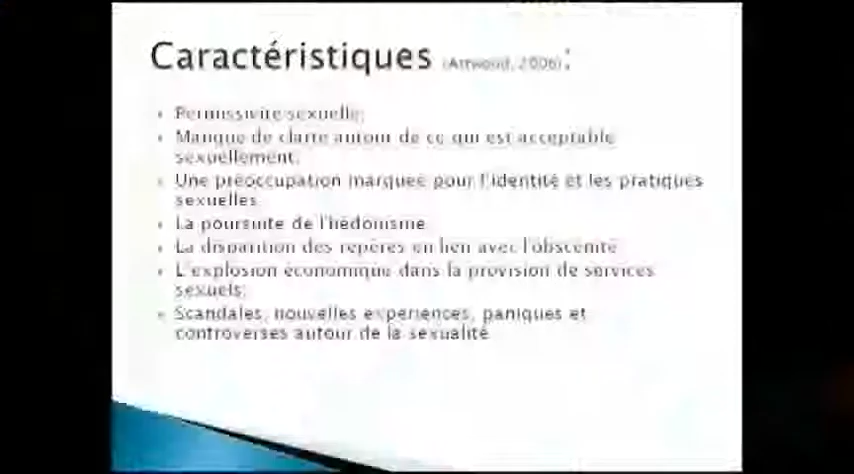 Caractéristiques (Attwood, 2006):
Permissivité sexuelle;
Manque de clarté autour de ce qui est acceptable
sexuellement;
Une préoccupation marquée pour l'identité et les pratiques
sexuelles
La poursuite de l'hédonisme
La disparition des repères en lien avec l'obscénité
L'explosion économique dans la provision de services
sexuels;
Scandales, nouvelles expériences, paniques et
controverses autour de la sexualité